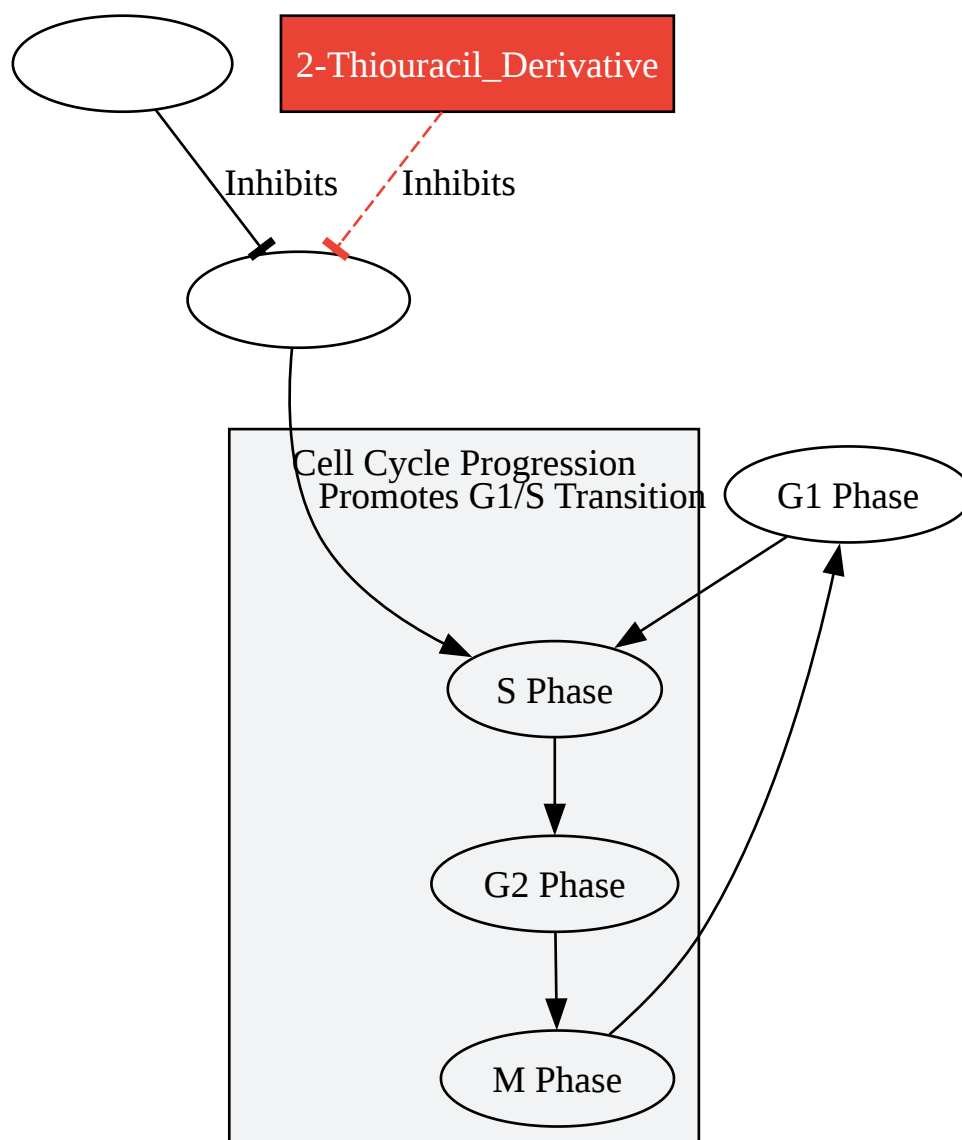 2-Thiouracil_Derivative
Inhibits
Inhibits
Cell Cycle Progression
Promotes G1/S Transition
G1 Phase
S Phase
G2 Phase
M Phase